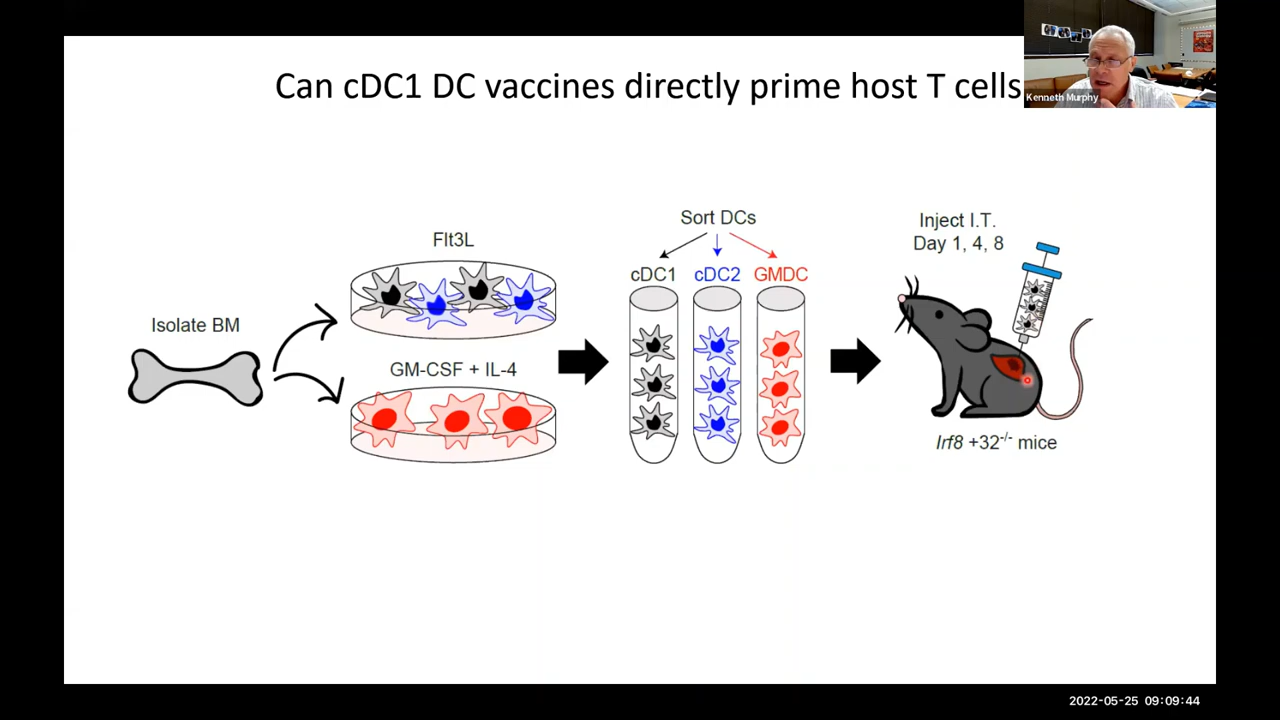 Can cDC1 DC vaccines directly prime host T cells
Kenneth Murphy
Sort DCs
Inject I.T.
Day 1, 4, 8
Flt3L
cDC1
cDC2
GMDC
Isolate BM
GM-CSF + IL-4
Irf8 +32-/- mice
2022-05-25 09:09:44